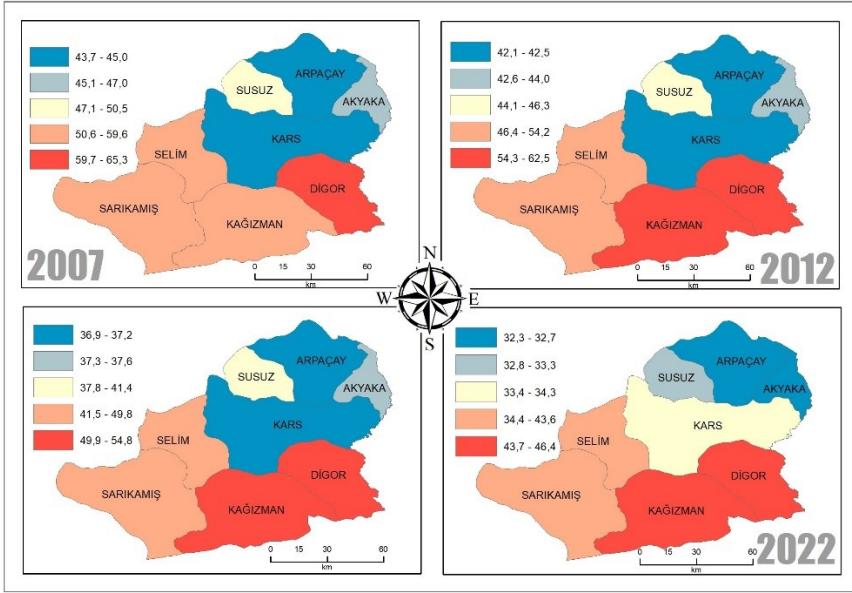 43,7 - 45,0
45,1 - 47,0
47,1 - 50,5
50,6 - 59,6
59,7 - 65,3
ARPAÇAY
SUSUZ
AKYAKA
KARS
SELİM
DİGOR
SARIKAMIŞ
KAĞIZMAN
2007
0 15 30 60
km
42,1 - 42,5
42,6 - 44,0
44,1 - 46,3
46,4 - 54,2
54,3 - 62,5
ARPAÇAY
SUSUZ
AKYAKA
KARS
SELİM
DİGOR
SARIKAMIŞ
KAĞIZMAN
0 15 30 60
km
2012
N
W E
S
36,9 - 37,2
37,3 - 37,6
37,8 - 41,4
41,5 - 49,8
49,9 - 54,8
ARPAÇAY
SUSUZ
AKYAKA
KARS
SELİM
DİGOR
SARIKAMIŞ
KAĞIZMAN
0 15 30 60
km
32,3 - 32,7
32,8 - 33,3
33,4 - 34,3
34,4 - 43,6
43,7 - 46,4
ARPAÇAY
SUSUZ
AKYAKA
KARS
SELİM
DİGOR
SARIKAMIŞ
KAĞIZMAN
0 15 30 60
km
2022